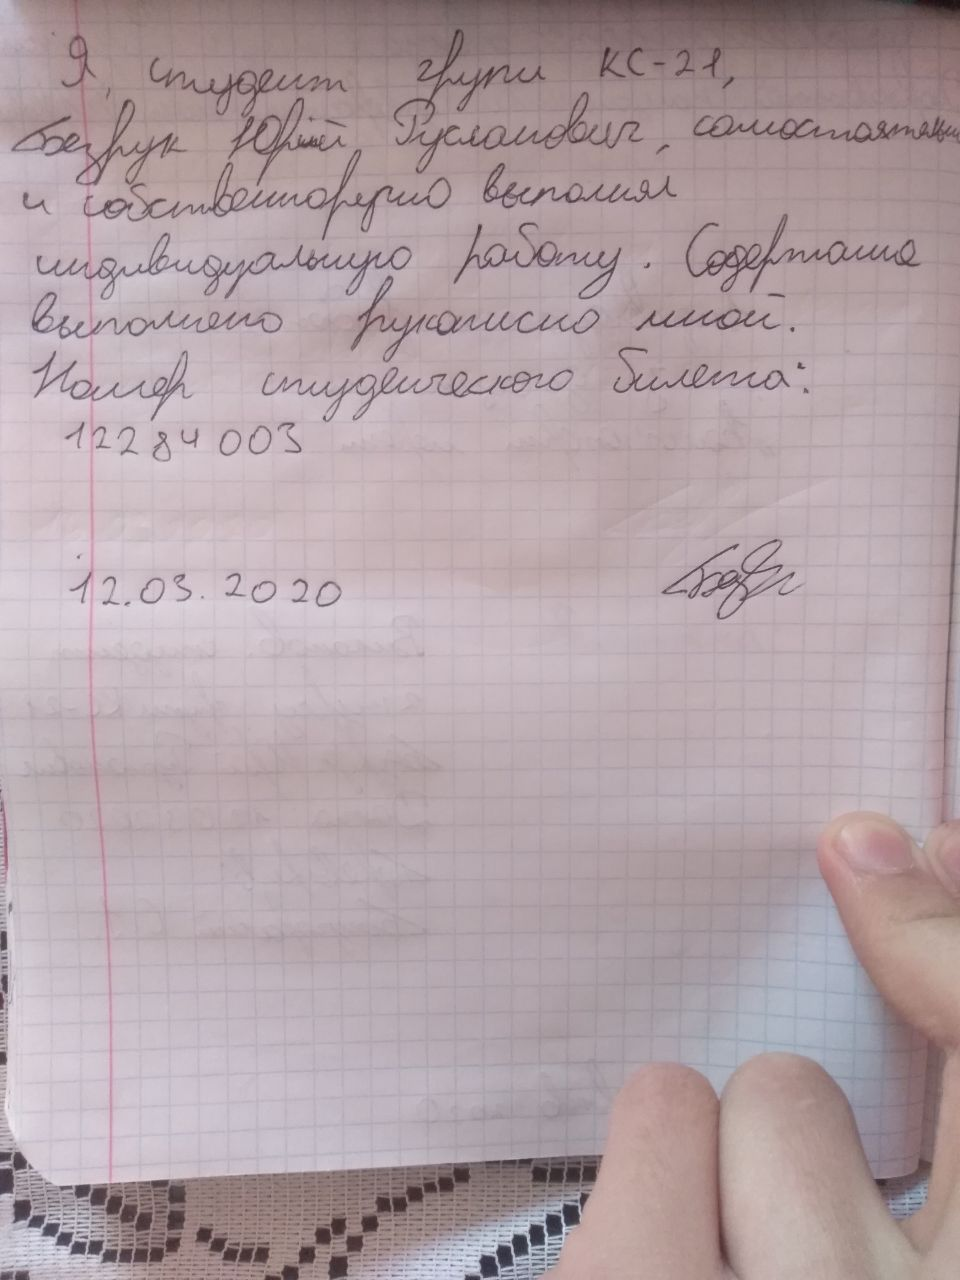 Я, студент групи КС-21,
Безрук Юрий Русланович, самостоятельно
и собственноручно выполнял
индивидуальную работу. Содержание
выполнено рукописно мной.
Номер студенческого билета:
12284003
12.03.2020